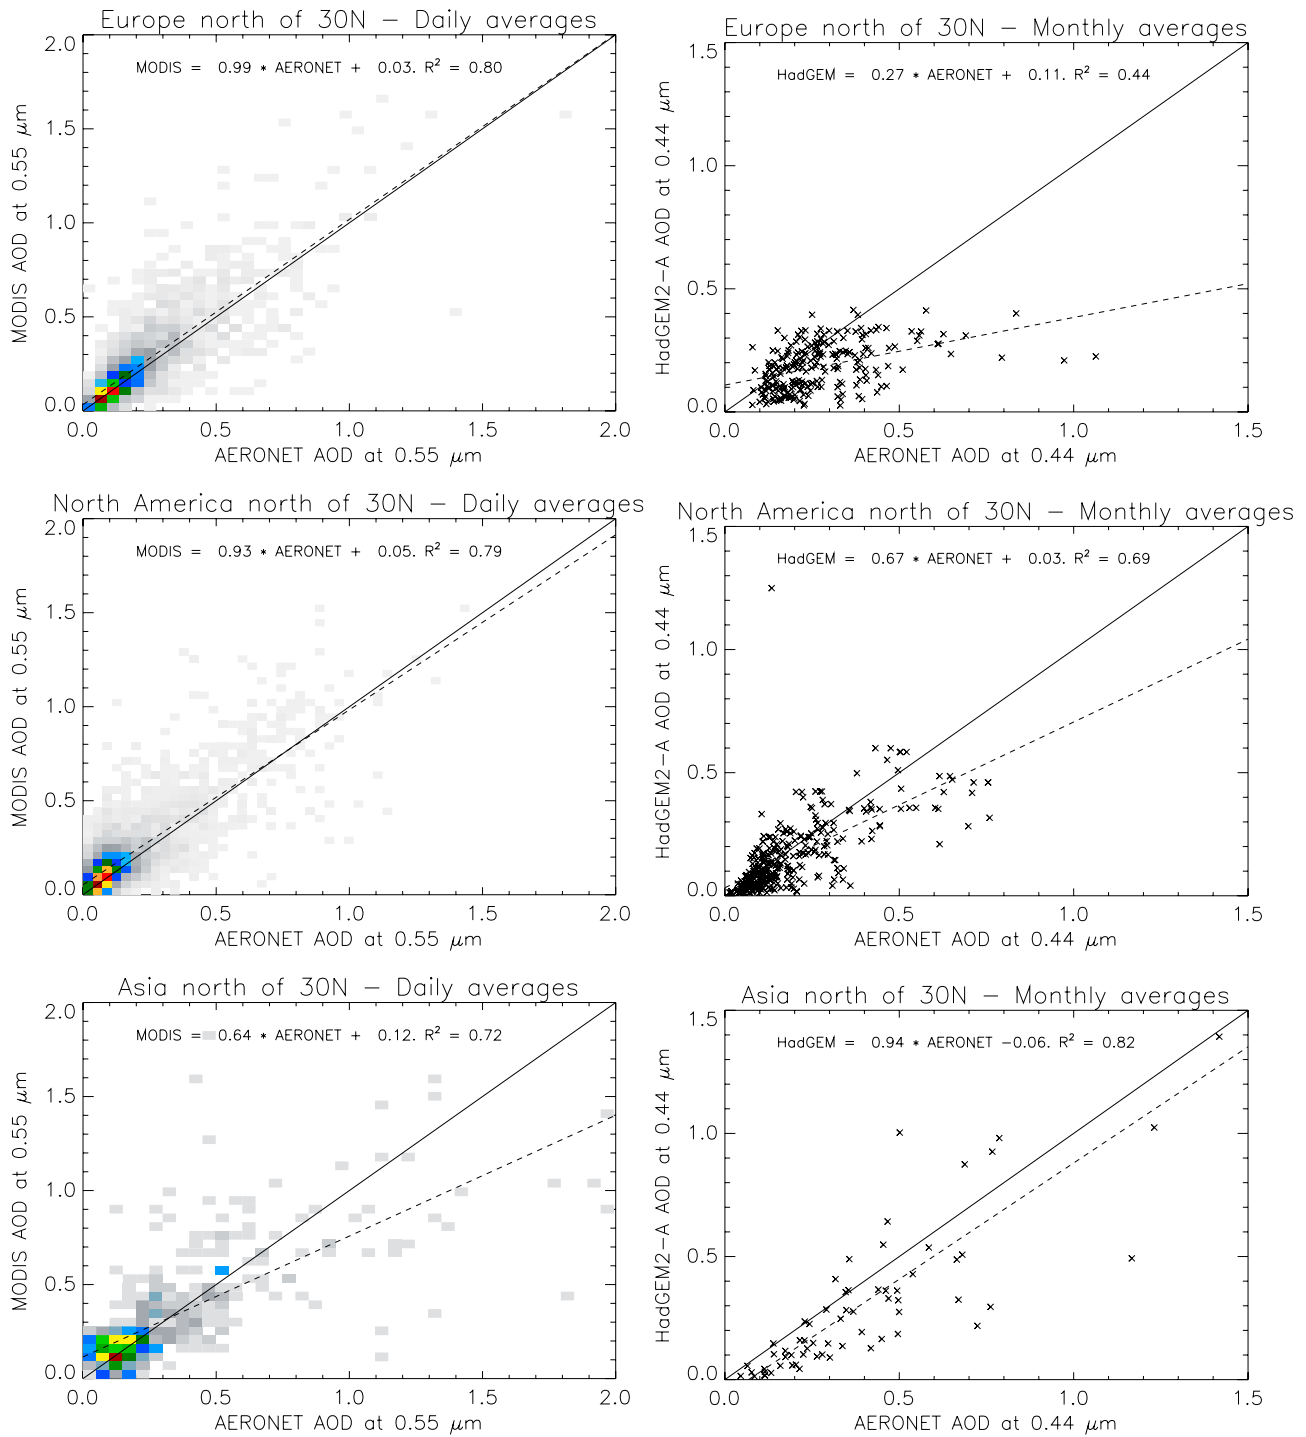 Europe north of 30N – Daily averages
MODIS = 0.99 * AERONET + 0.03. R² = 0.80
MODIS AOD at 0.55 μm
2.0
1.5
1.0
0.5
0.0
0.0 0.5 1.0 1.5 2.0
AERONET AOD at 0.55 μm
Europe north of 30N – Monthly averages
HadGEM = 0.27 * AERONET + 0.11. R² = 0.44
HadGEM2-A AOD at 0.44 μm
1.5
1.0
0.5
0.0
0.0 0.5 1.0 1.5
AERONET AOD at 0.44 μm
North America north of 30N – Daily averages
MODIS = 0.93 * AERONET + 0.05. R² = 0.79
MODIS AOD at 0.55 μm
2.0
1.5
1.0
0.5
0.0
0.0 0.5 1.0 1.5 2.0
AERONET AOD at 0.55 μm
North America north of 30N – Monthly averages
HadGEM = 0.67 * AERONET + 0.03. R² = 0.69
HadGEM2-A AOD at 0.44 μm
1.5
1.0
0.5
0.0
0.0 0.5 1.0 1.5
AERONET AOD at 0.44 μm
Asia north of 30N – Daily averages
MODIS = 0.64 * AERONET + 0.12. R² = 0.72
MODIS AOD at 0.55 μm
2.0
1.5
1.0
0.5
0.0
0.0 0.5 1.0 1.5 2.0
AERONET AOD at 0.55 μm
Asia north of 30N – Monthly averages
HadGEM = 0.94 * AERONET -0.06. R² = 0.82
HadGEM2-A AOD at 0.44 μm
1.5
1.0
0.5
0.0
0.0 0.5 1.0 1.5
AERONET AOD at 0.44 μm